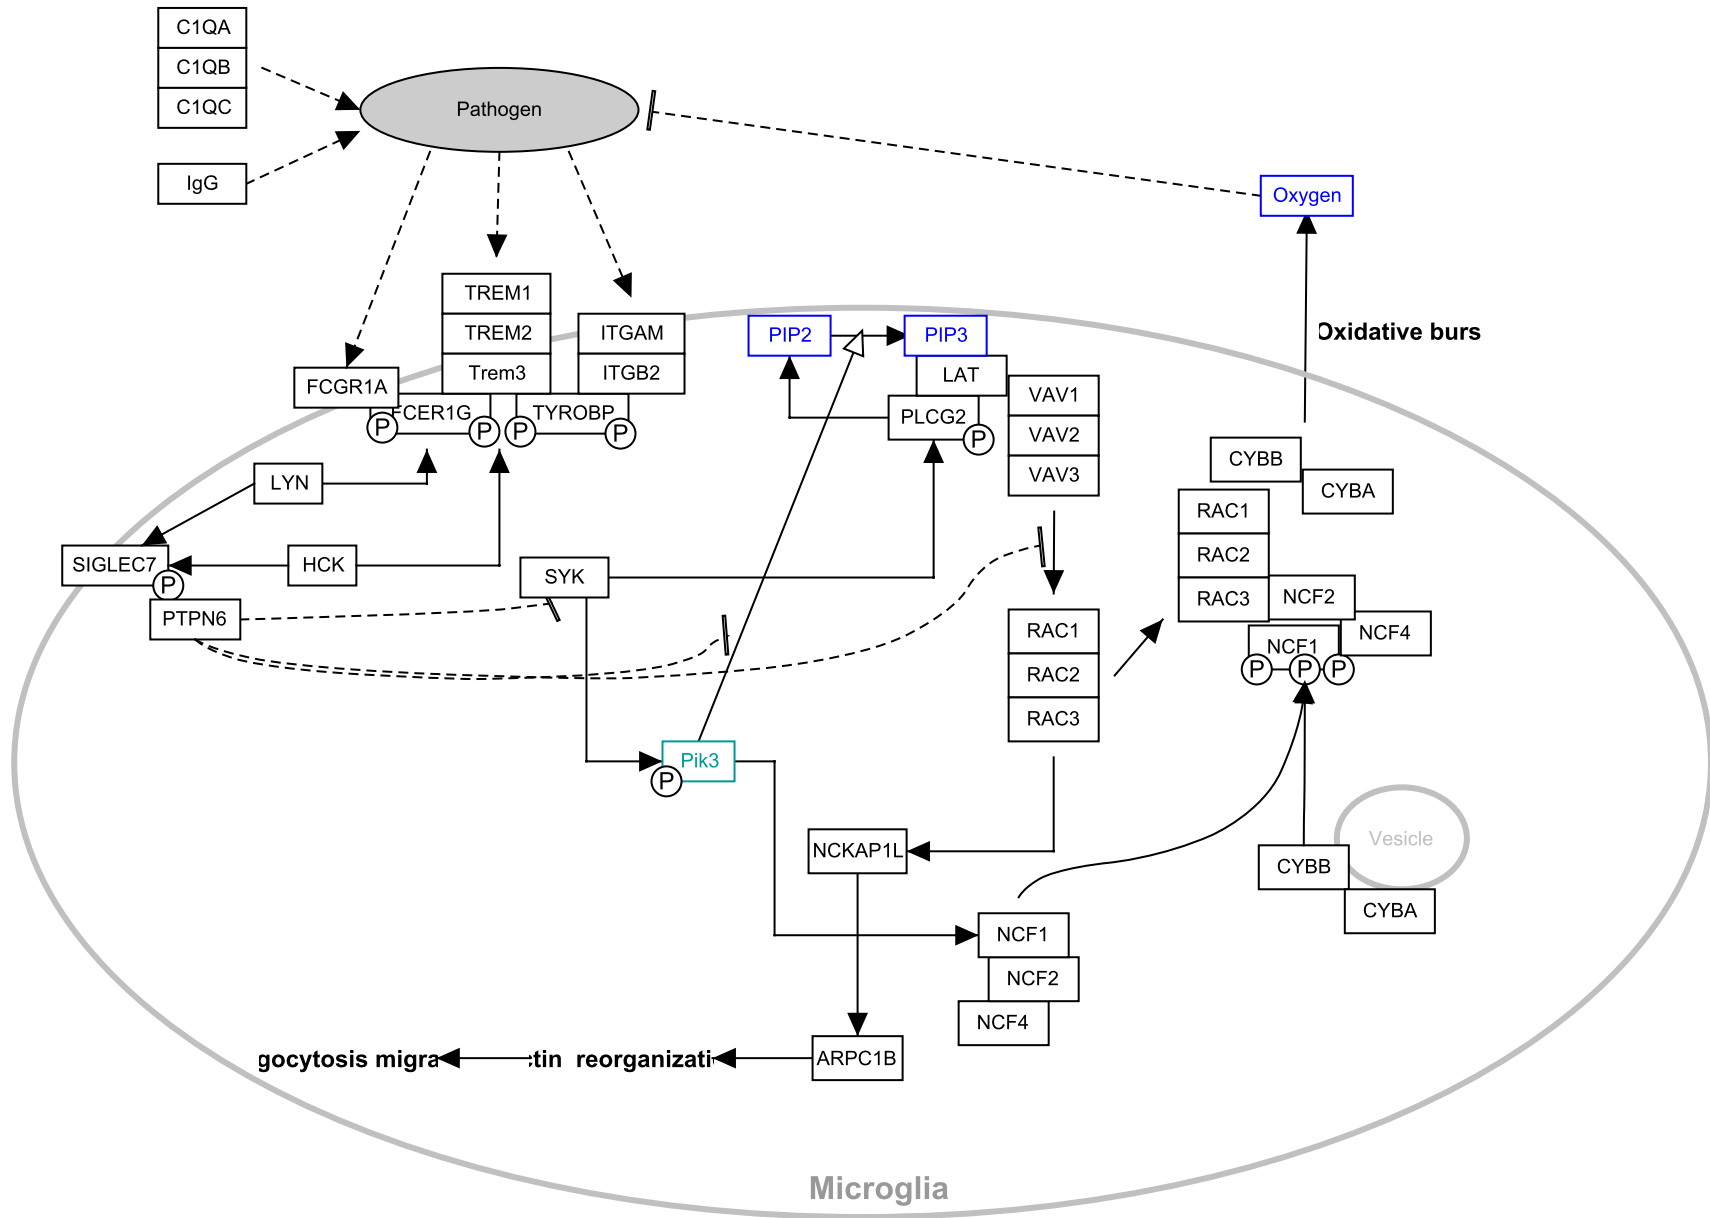 C1QA
C1QB
C1QC
Pathogen
IgG
Oxygen
TREM1
TREM2
Trem3
ITGAM
ITGB2
FCGR1A
CER1G
TYROBP
P
P
P
P
PIP2
PIP3
LAT
PLCG2
P
VAV1
VAV2
VAV3
Oxidative burs
LYN
HCK
SIGLEC7
P
PTPN6
SYK
CYBB
CYBA
RAC1
RAC2
RAC3
NCF2
NCF1
NCF4
P
P
P
RAC1
RAC2
RAC3
Pik3
P
NCKAP1L
Vesicle
CYBB
CYBA
NCF1
NCF2
NCF4
ARPC1B
tin reorganizati
gocytosis migra
Microglia